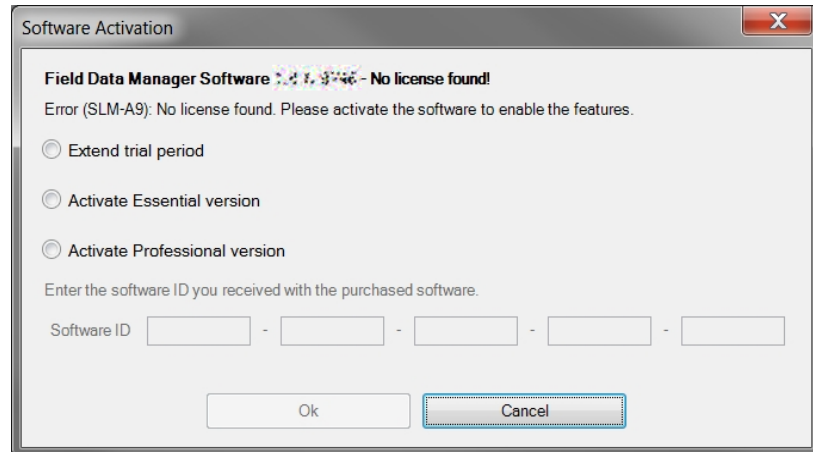 Software Activation
Field Data Manager Software - No license found!
Error (SLM-A9): No license found. Please activate the software to enable the features.
Extend trial period
Activate Essential version
Activate Professional version
Enter the software ID you received with the purchased software.
Software ID - - - -
Ok Cancel